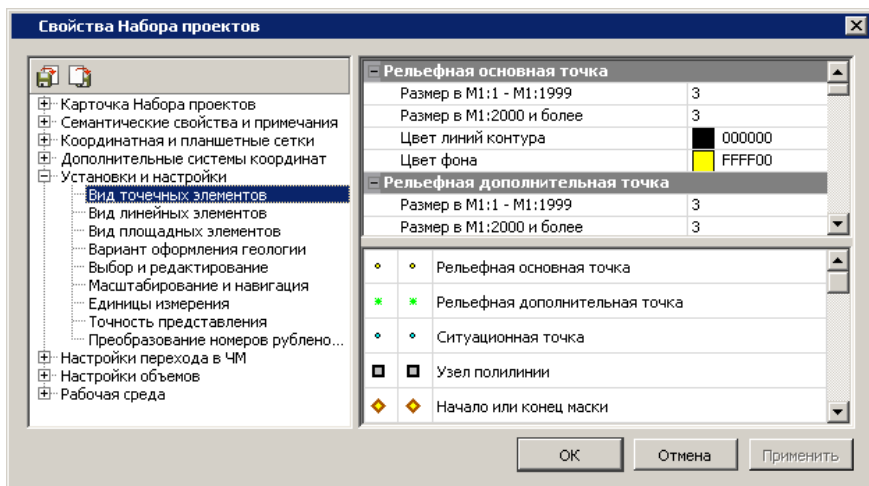 Свойства Набора проектов
Карточка Набора проектов
Семантические свойства и примечания
Координатная и планшетные сетки
Дополнительные системы координат
Установки и настройки
Вид точечных элементов
Вид линейных элементов
Вид площадных элементов
Вариант оформления геологии
Выбор и редактирование
Масштабирование и навигация
Единицы измерения
Точность представления
Преобразование номеров рублено...
Настройки перехода в ЧМ
Настройки объемов
Рабочая среда
Рельефная основная точка
Размер в М1:1 - М1:1999 3
Размер в М1:2000 и более 3
Цвет линий контура 000000
Цвет фона FFFF00
Рельефная дополнительная точка
Размер в М1:1 - М1:1999 3
Размер в М1:2000 и более 3
Рельефная основная точка
Рельефная дополнительная точка
Ситуационная точка
Узел полилинии
Начало или конец маски
ОК
Отмена
Применить